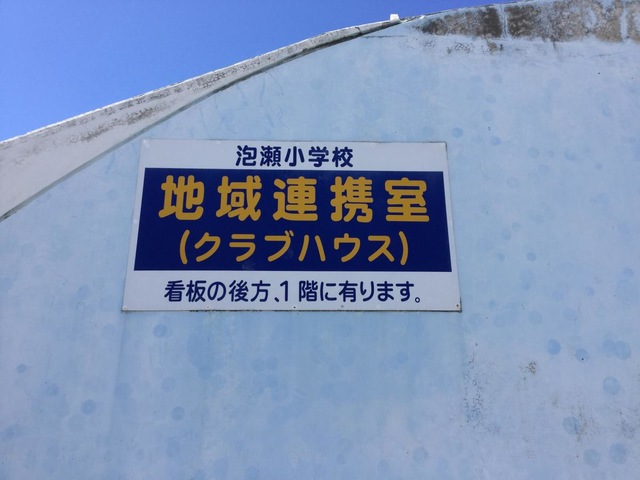 泡瀬小学校
地域連携室
(クラブハウス)
看板の後方、1階に有ります。